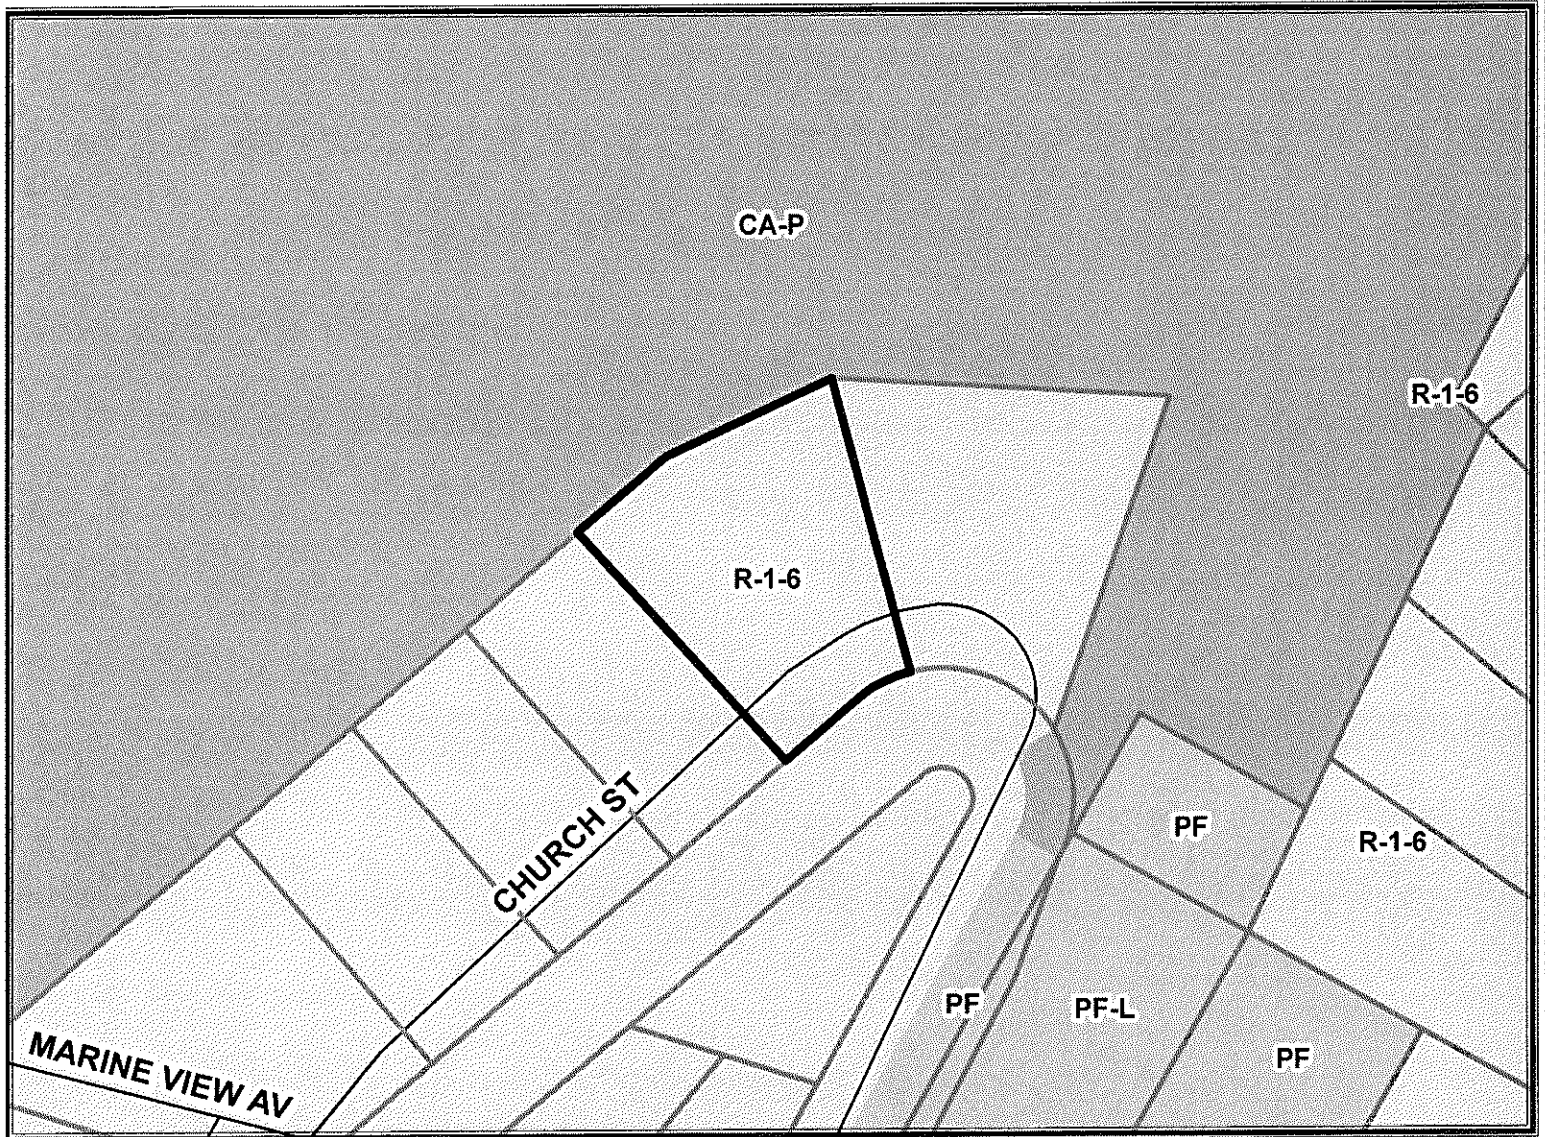 CA-P
R-1-6
R-1-6
CHURCH ST
PF
R-1-6
PF
PF-L
PF
MARINE VIEW AV